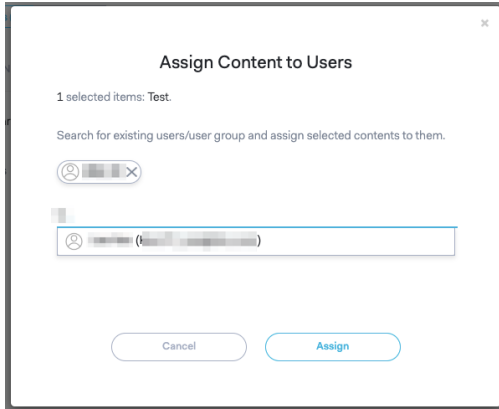 Assign Content to Users
1 selected items: Test.
Search for existing users/user group and assign selected contents to them.
Cancel
Assign